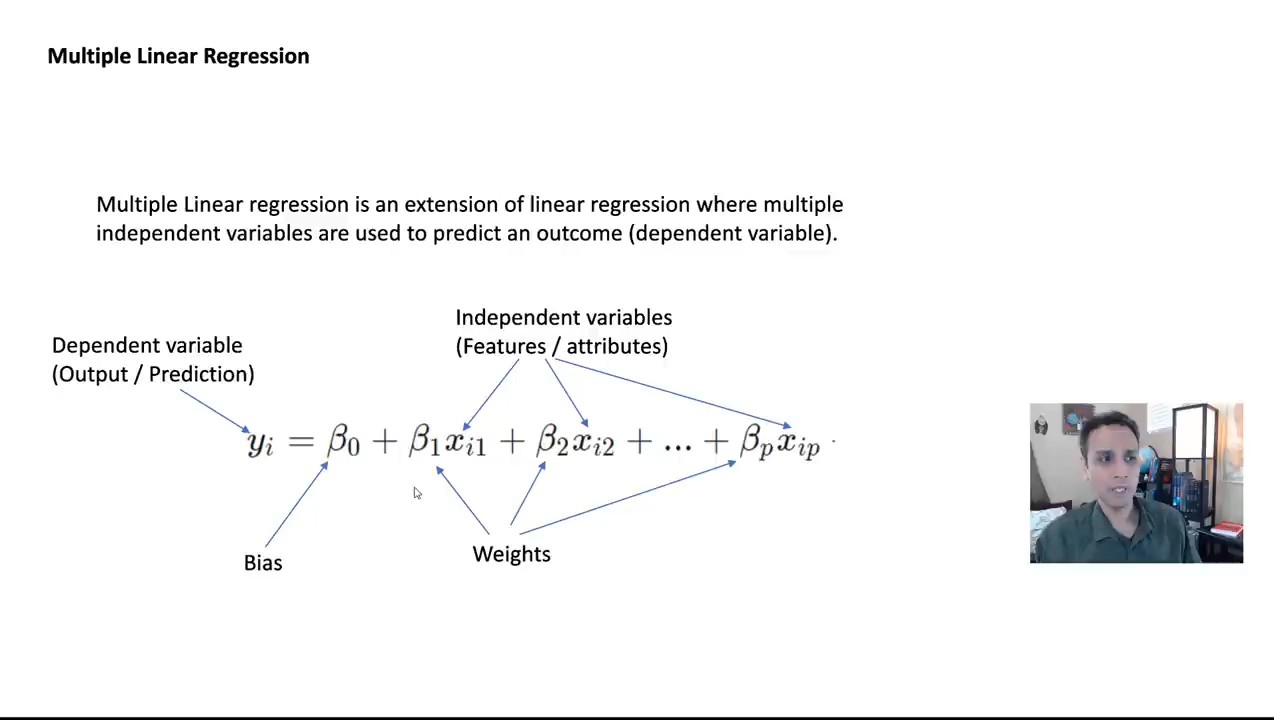 Multiple Linear Regression
Multiple Linear regression is an extension of linear regression where multiple
independent variables are used to predict an outcome (dependent variable).
Independent variables
(Features / attributes)
Dependent variable
(Output / Prediction)
yᵢ = β₀ + β₁xᵢ₁ + β₂xᵢ₂ + ... + βₚxᵢₚ
Weights
Bias